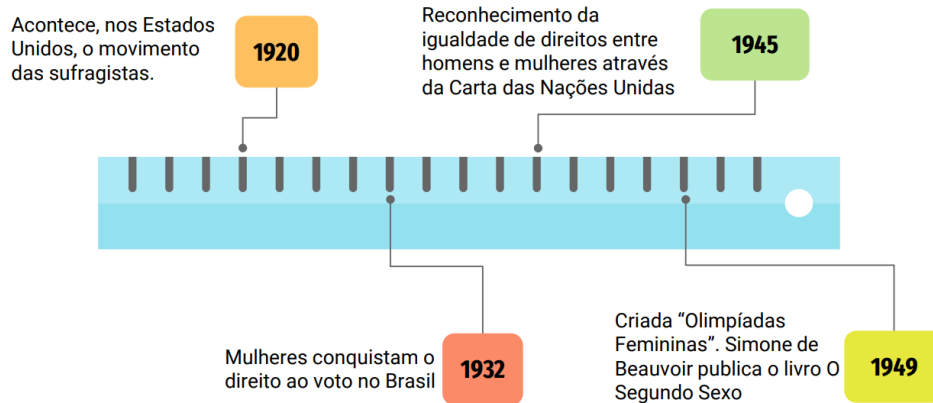 Acontece, nos Estados
Unidos, o movimento
das sufragistas.
1920
Reconhecimento da
igualdade de direitos entre
homens e mulheres através
da Carta das Nações Unidas
1945
Mulheres conquistam o
direito ao voto no Brasil
1932
Criada “Olimpíadas
Femininas”. Simone de
Beauvoir publica o livro O
Segundo Sexo
1949